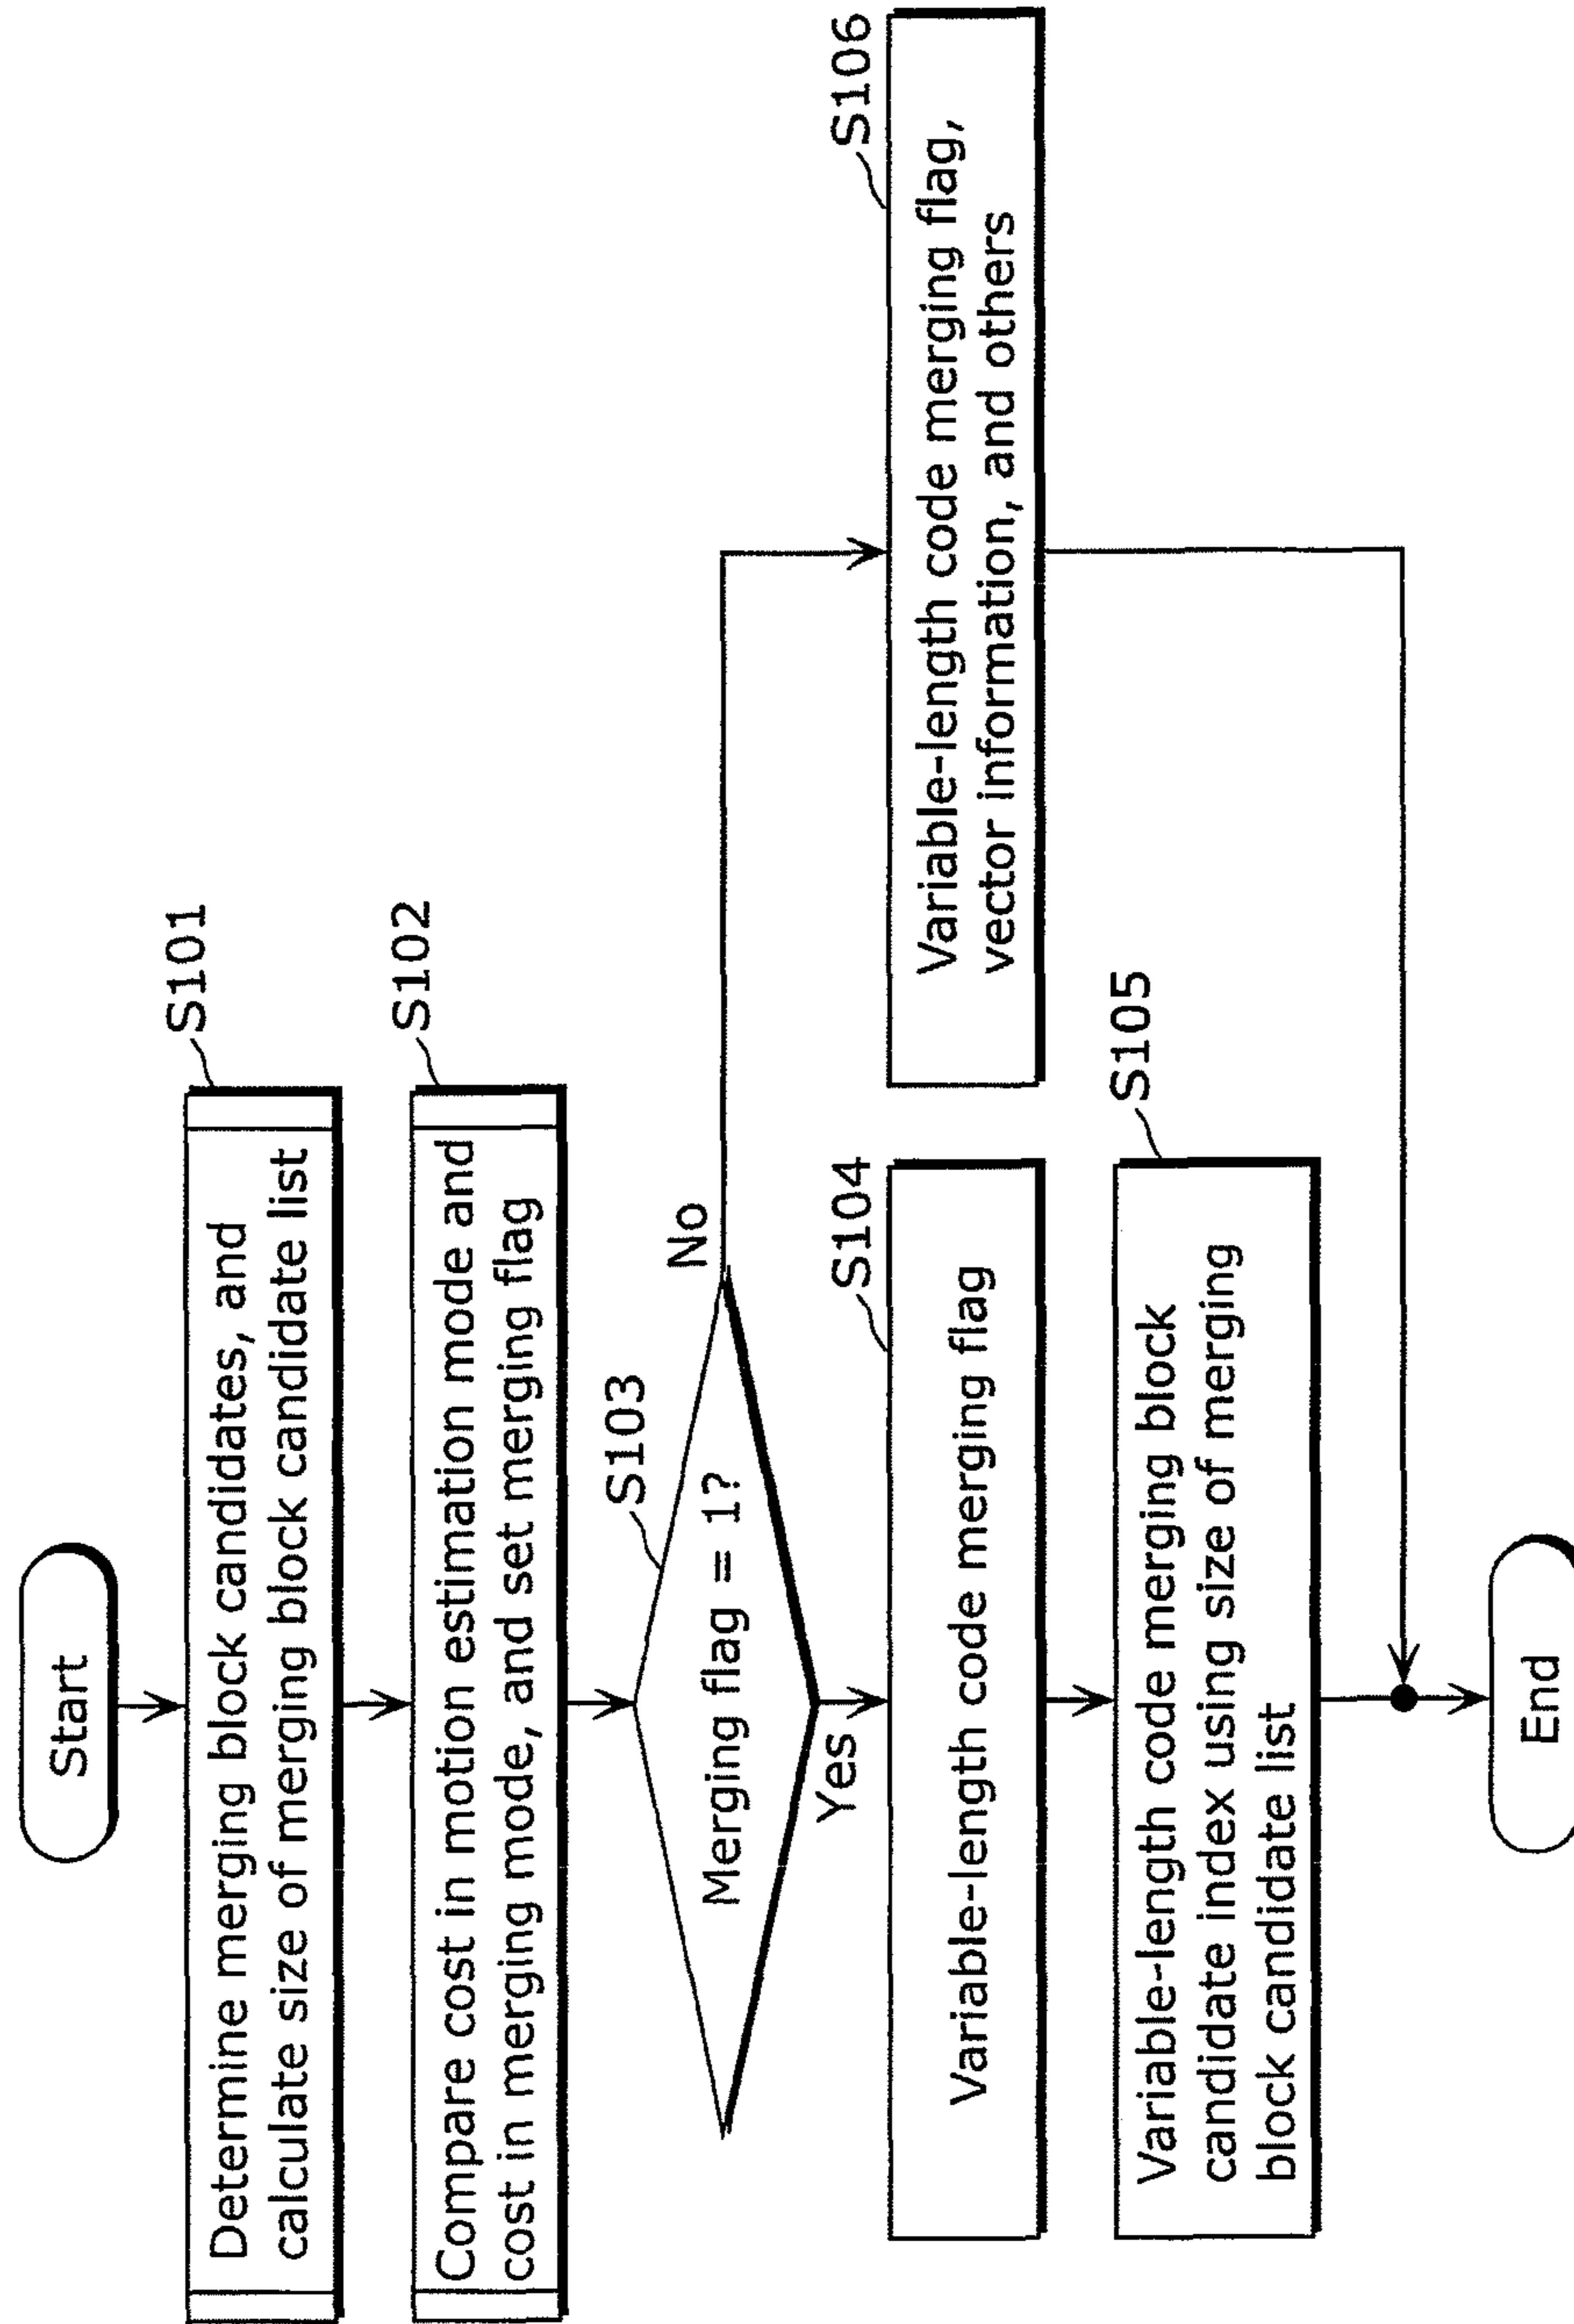 Start
S101
Determine merging block candidates, and
calculate size of merging block candidate list
S102
Compare cost in motion estimation mode and
cost in merging mode, and set merging flag
S103
Merging flag = 1?
No
Yes
S104
Variable-length code merging flag
S106
Variable-length code merging flag,
vector information, and others
S105
Variable-length code merging block
candidate index using size of merging
block candidate list
End